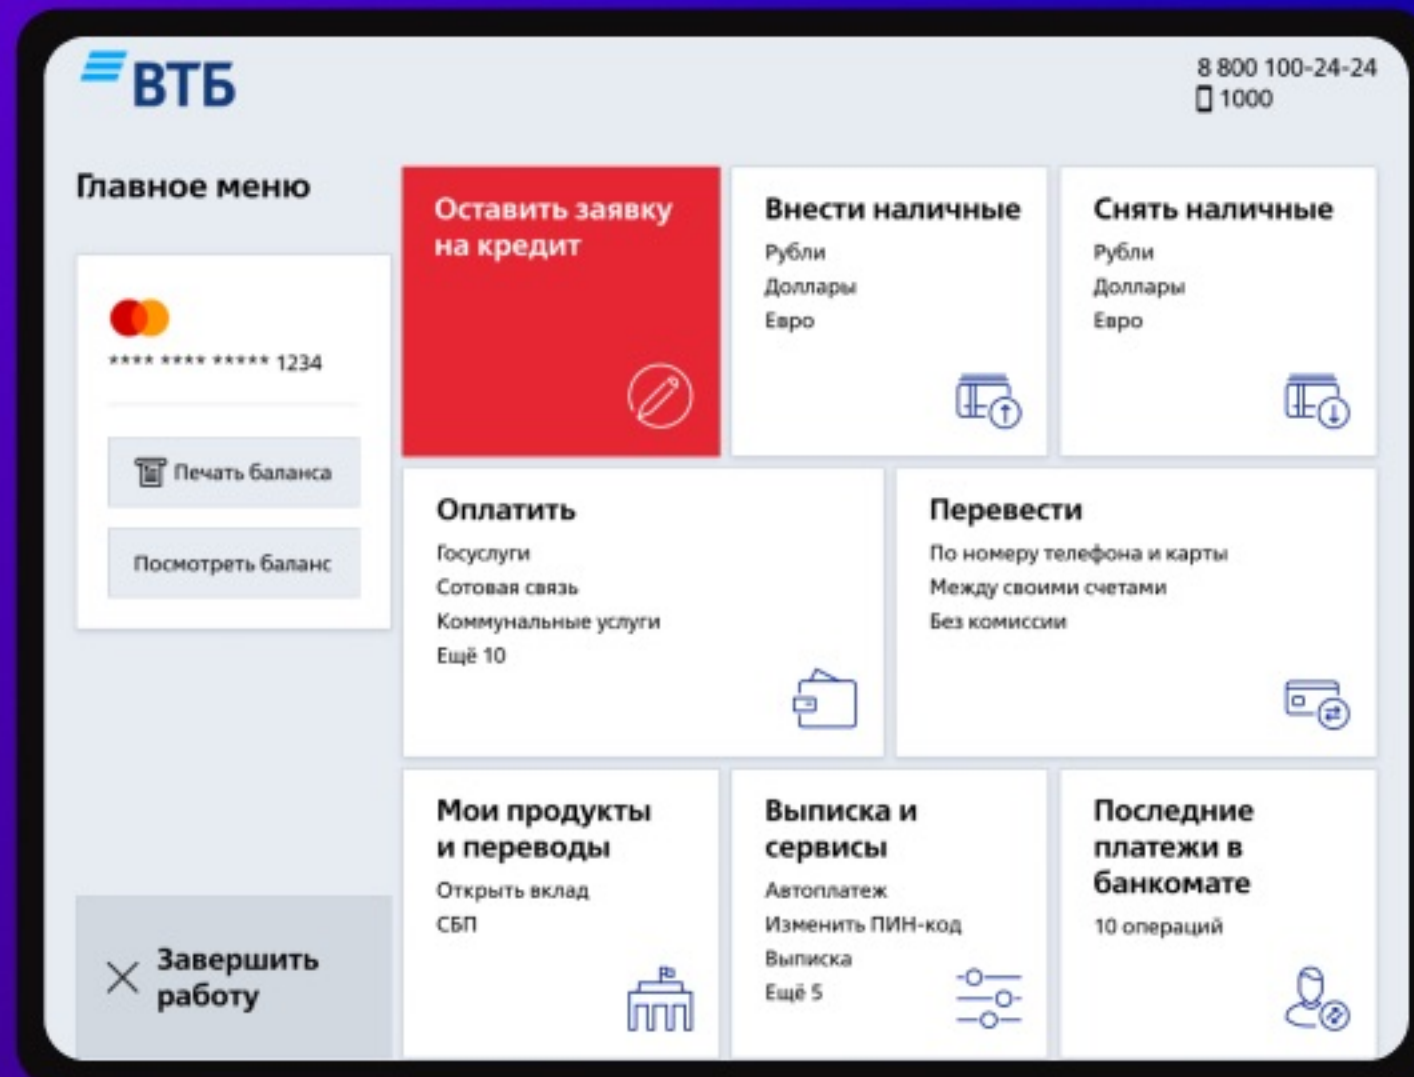 ВТБ
8 800 100-24-24
1000
Главное меню
**** **** ***** 1234
Печать баланса
Посмотреть баланс
Завершить
работу
Оставить заявку
на кредит
Внести наличные
Рубли
Доллары
Евро
Снять наличные
Рубли
Доллары
Евро
Оплатить
Госуслуги
Сотовая связь
Коммунальные услуги
Ещё 10
Перевести
По номеру телефона и карты
Между своими счетами
Без комиссии
Мои продукты
и переводы
Открыть вклад
СБП
Выписка и
сервисы
Автоплатеж
Изменить ПИН-код
Выписка
Ещё 5
Последние
платежи в
банкомате
10 операций